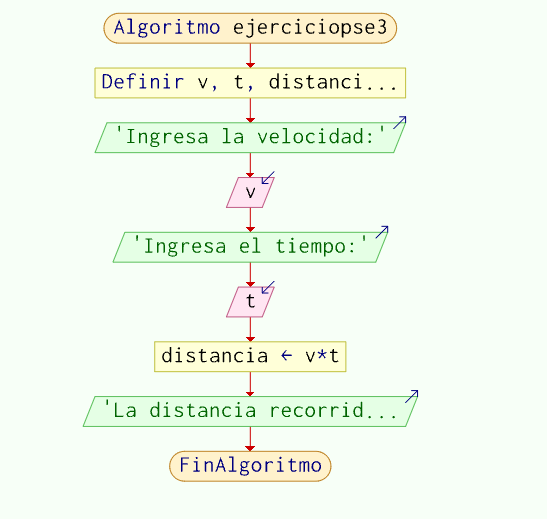 Algoritmo ejerciciopse3
Definir v, t, distanci...
'Ingresa la velocidad:'
v
'Ingresa el tiempo:'
t
distancia ← v*t
'La distancia recorrid...
FinAlgoritmo